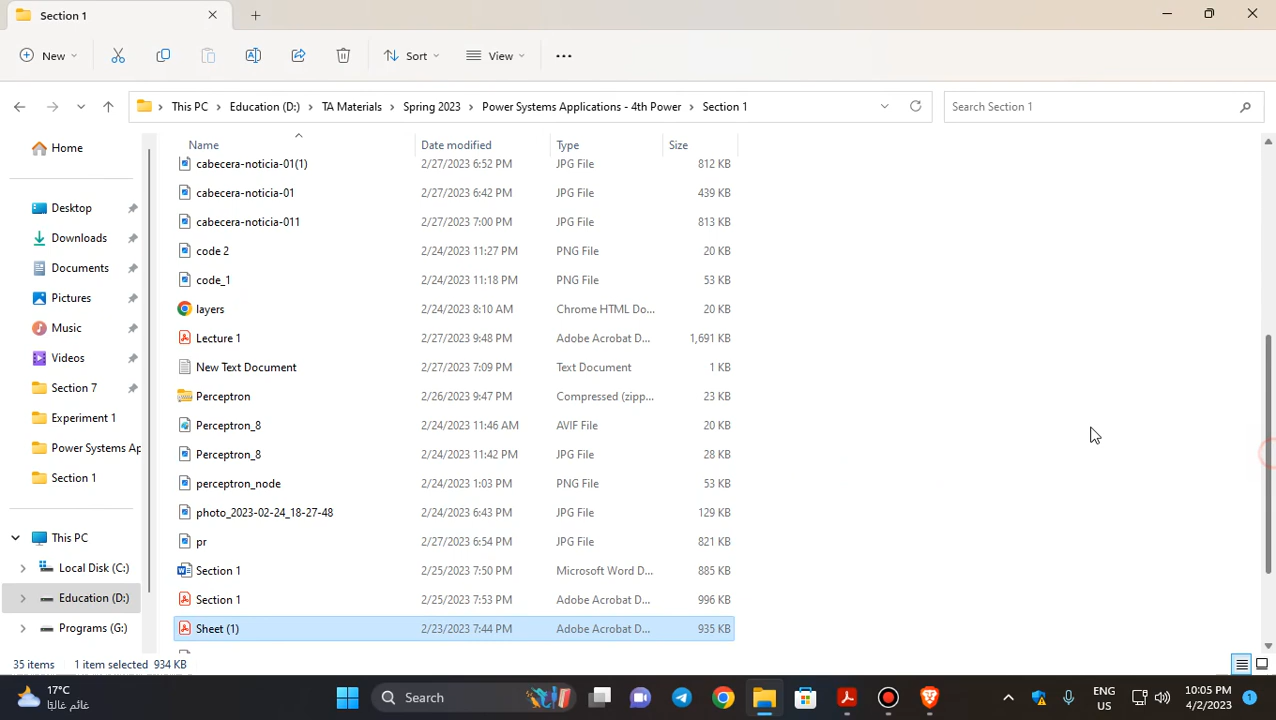 Section 1
New
Sort
View
This PC > Education (D:) > TA Materials > Spring 2023 > Power Systems Applications - 4th Power > Section 1
Search Section 1
Home
Desktop
Downloads
Documents
Pictures
Music
Videos
Section 7
Experiment 1
Power Systems Ap
Section 1
This PC
Local Disk (C:)
Education (D:)
Programs (G:)
Name Date modified Type Size
cabecera-noticia-01(1) 2/27/2023 6:52 PM JPG File 812 KB
cabecera-noticia-01 2/27/2023 6:42 PM JPG File 439 KB
cabecera-noticia-011 2/27/2023 7:00 PM JPG File 813 KB
code 2 2/24/2023 11:27 PM PNG File 20 KB
code_1 2/24/2023 11:18 PM PNG File 53 KB
layers 2/24/2023 8:10 AM Chrome HTML Do... 20 KB
Lecture 1 2/27/2023 9:48 PM Adobe Acrobat D... 1,691 KB
New Text Document 2/27/2023 7:09 PM Text Document 1 KB
Perceptron 2/26/2023 9:47 PM Compressed (zipp... 23 KB
Perceptron_8 2/24/2023 11:46 AM AVIF File 20 KB
Perceptron_8 2/24/2023 11:42 PM JPG File 28 KB
perceptron_node 2/24/2023 1:03 PM PNG File 53 KB
photo_2023-02-24_18-27-48 2/24/2023 6:43 PM JPG File 129 KB
pr 2/27/2023 6:54 PM JPG File 821 KB
Section 1 2/25/2023 7:50 PM Microsoft Word D... 885 KB
Section 1 2/25/2023 7:53 PM Adobe Acrobat D... 996 KB
Sheet (1) 2/23/2023 7:44 PM Adobe Acrobat D... 935 KB
35 items 1 item selected 934 KB
17°C
غائم غالبًا
Search
ENG
US
10:05 PM
4/2/2023
1